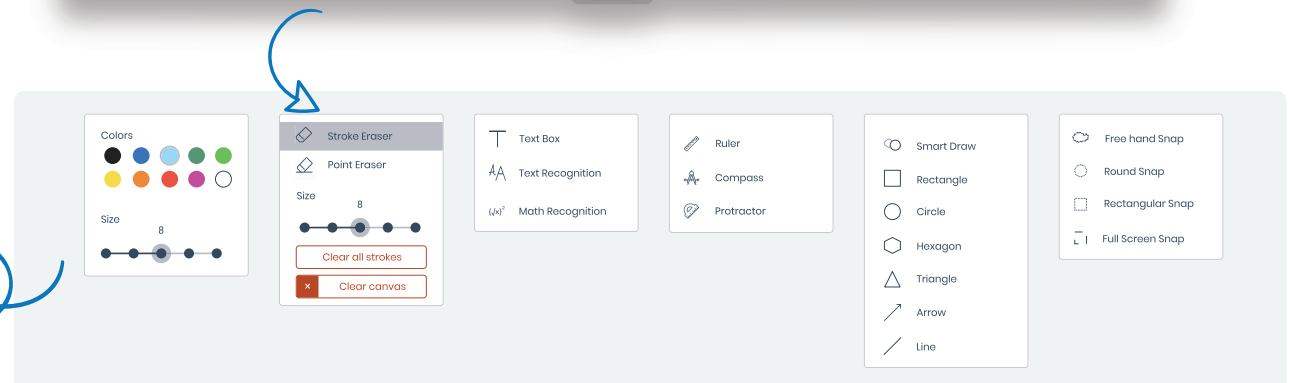 Colors
Size
8
Stroke Eraser
Point Eraser
Size
8
Clear all strokes
× Clear canvas
Text Box
Text Recognition
(√x)² Math Recognition
Ruler
Compass
Protractor
Smart Draw
Rectangle
Circle
Hexagon
Triangle
Arrow
Line
Free hand Snap
Round Snap
Rectangular Snap
Full Screen Snap